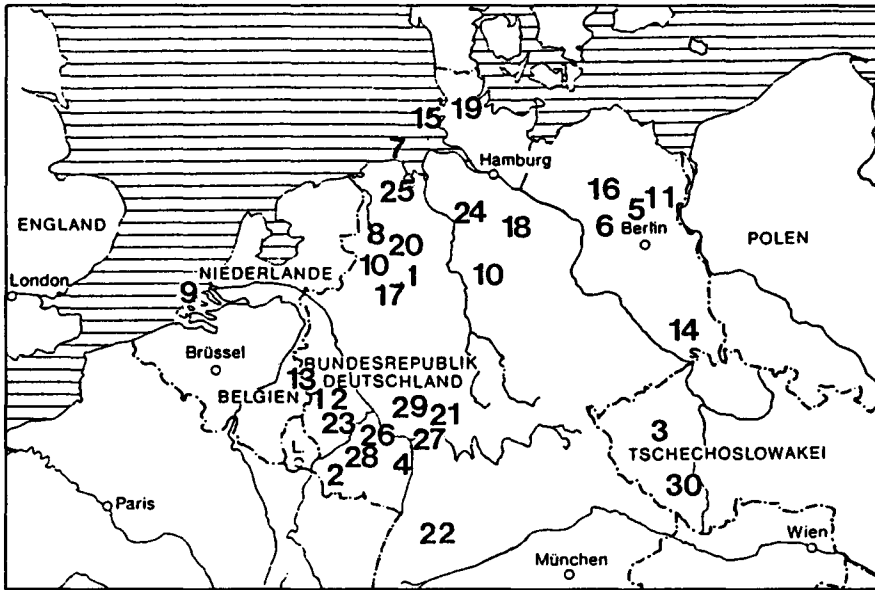 19
15
7
Hamburg
25
16
11
5
ENGLAND
24
18
6
8
20
Berlin
POLEN
10
NIEDERLANDE
1
10
London
9
17
14
Brüssel
BUNDESREPUBLIK
DEUTSCHLAND
13
BELGIEN
12
29
21
23
26
27
3
L.
28
4
TSCHECHOSLOWAKEI
2
30
Paris
22
Wien
München